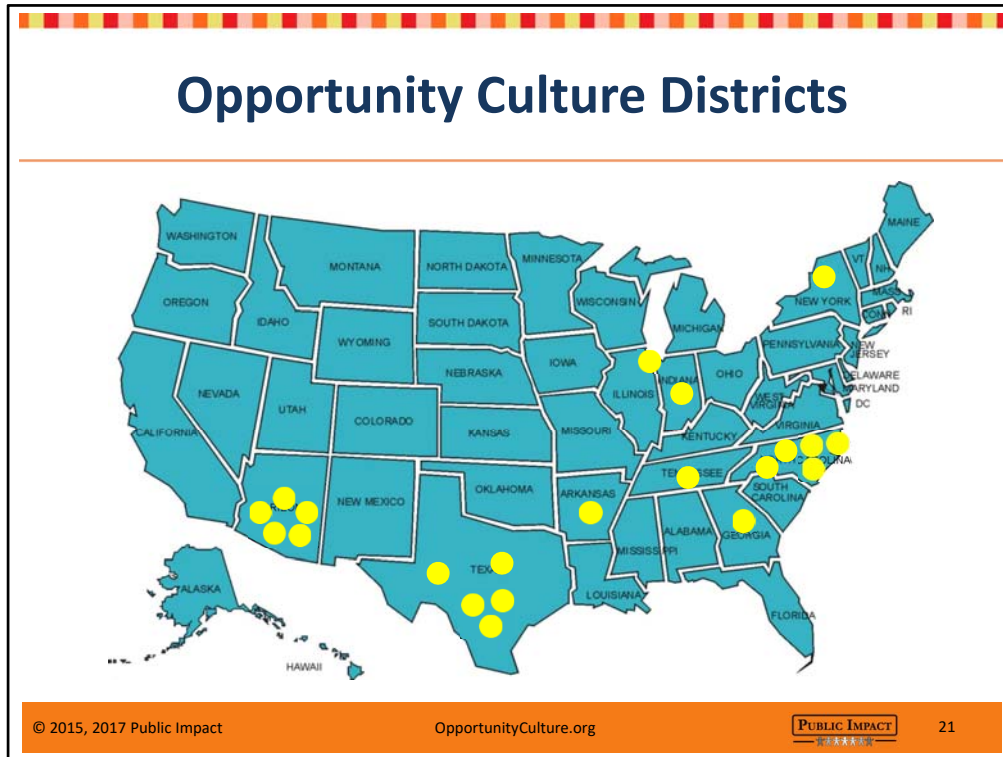 Opportunity Culture Districts
WASHINGTON
MONTANA
NORTH DAKOTA
MINNESOTA
MAINE
VT
NH
OREGON
IDAHO
SOUTH DAKOTA
WISCONSIN
MICHIGAN
NEW YORK
MASS
CONN
RI
WYOMING
IOWA
PENNSYLVANIA
NEW
JERSEY
NEVADA
UTAH
COLORADO
NEBRASKA
ILLINOIS
INDIANA
OHIO
DELAWARE
MARYLAND
DC
WEST
VIRGINIA
VIRGINIA
CALIFORNIA
KANSAS
MISSOURI
KENTUCKY
NEW MEXICO
OKLAHOMA
ARKANSAS
SOUTH
CAROLINA
MISSISSIPPI
ALABAMA
GEORGIA
LOUISIANA
FLORIDA
ALASKA
HAWAII
© 2015, 2017 Public Impact
OpportunityCulture.org
PUBLIC IMPACT
21